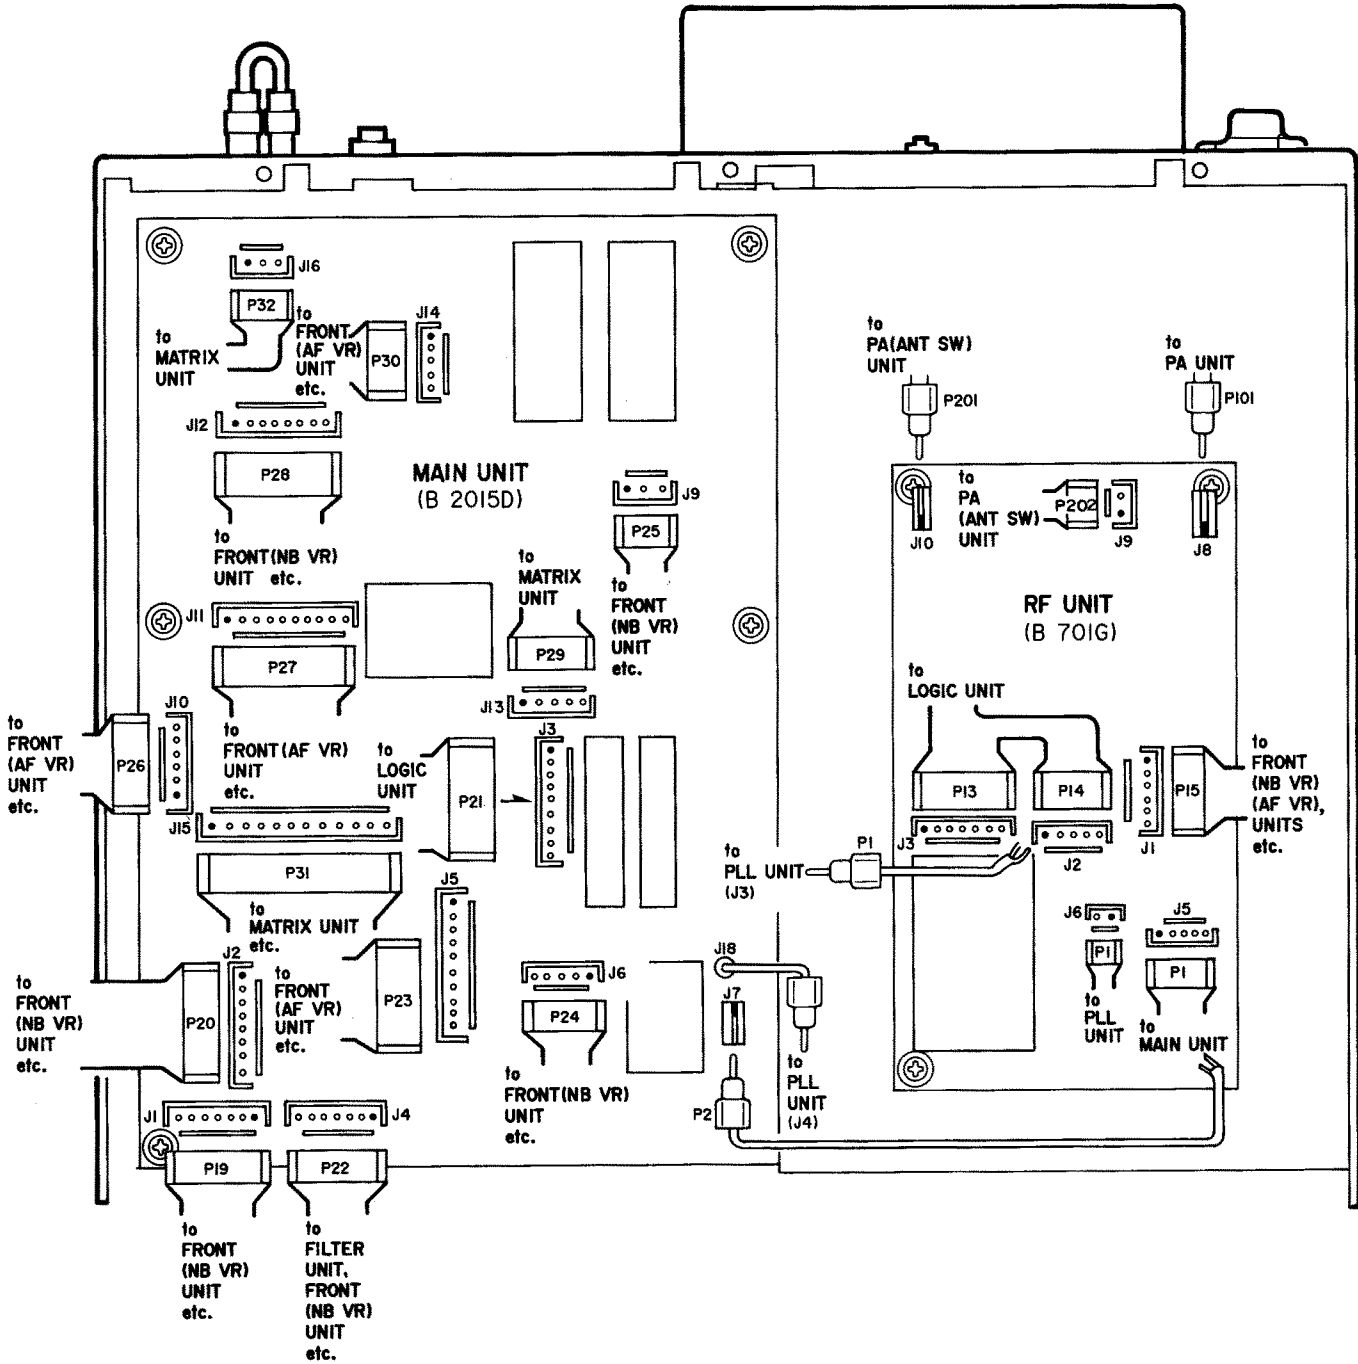 J16
P32
to
MATRIX
UNIT
to
FRONT
(AF VR)
UNIT
etc.
P30
J14
J12
P28
to
FRONT(NB VR)
UNIT etc.
MAIN UNIT
(B 2015D)
J9
P25
to
FRONT
(NB VR)
UNIT
etc.
to
MATRIX
UNIT
P29
J13
J11
P27
to
FRONT(AF VR)
UNIT
etc.
to
FRONT
(AF VR)
UNIT
etc.
P26
J10
to
LOGIC
UNIT
P21
J3
J15
P31
to
MATRIX UNIT
etc.
J5
to
FRONT
(NB VR)
UNIT
etc.
P20
J2
to
FRONT
(AF VR)
UNIT
etc.
P23
J6
P24
to
FRONT(NB VR)
UNIT
etc.
J18
J7
P2
to
PLL
UNIT
(J4)
J1
P19
to
FRONT
(NB VR)
UNIT
etc.
J4
P22
to
FILTER
UNIT,
FRONT
(NB VR)
UNIT
etc.
to
PA(ANT SW)
UNIT
P201
to
PA UNIT
P101
J10
to
PA
(ANT SW)
UNIT
P202
J9
J8
RF UNIT
(B 701G)
to
LOGIC UNIT
P13
P14
J3
J2
J1
P15
to
FRONT
(NB VR)
(AF VR),
UNITS
etc.
to
PLL UNIT
(J3)
P1
J6
P1
to
PLL
UNIT
J5
P1
to
MAIN UNIT